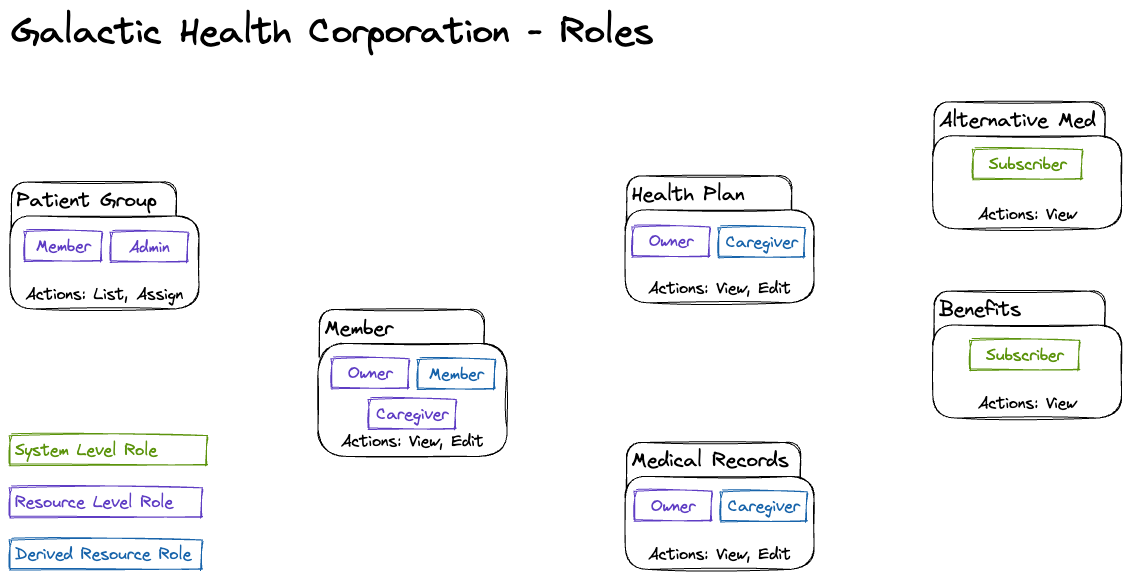 Galactic Health Corporation - Roles
Alternative Med
Subscriber
Actions: View
Patient Group
Member Admin
Actions: List, Assign
Health Plan
Owner Caregiver
Actions: View, Edit
Benefits
Subscriber
Actions: View
Member
Owner Member
Caregiver
Actions: View, Edit
Medical Records
Owner Caregiver
Actions: View, Edit
System Level Role
Resource Level Role
Derived Resource Role